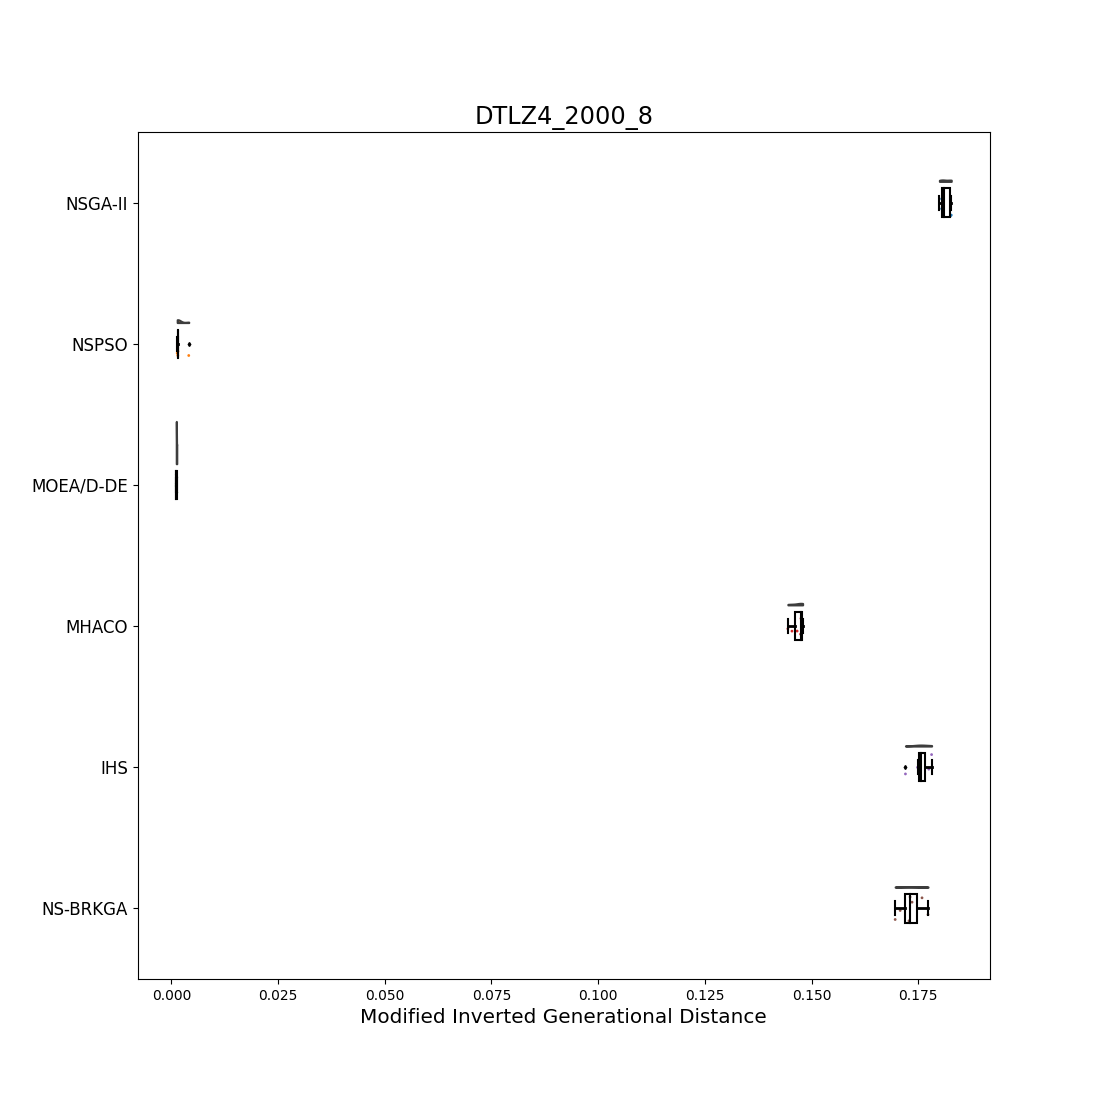 DTLZ4_2000_8
NSGA-II
NSPSO
MOEA/D-DE
MHACO
IHS
NS-BRKGA
0.000 0.025 0.050 0.075 0.100 0.125 0.150 0.175
Modified Inverted Generational Distance